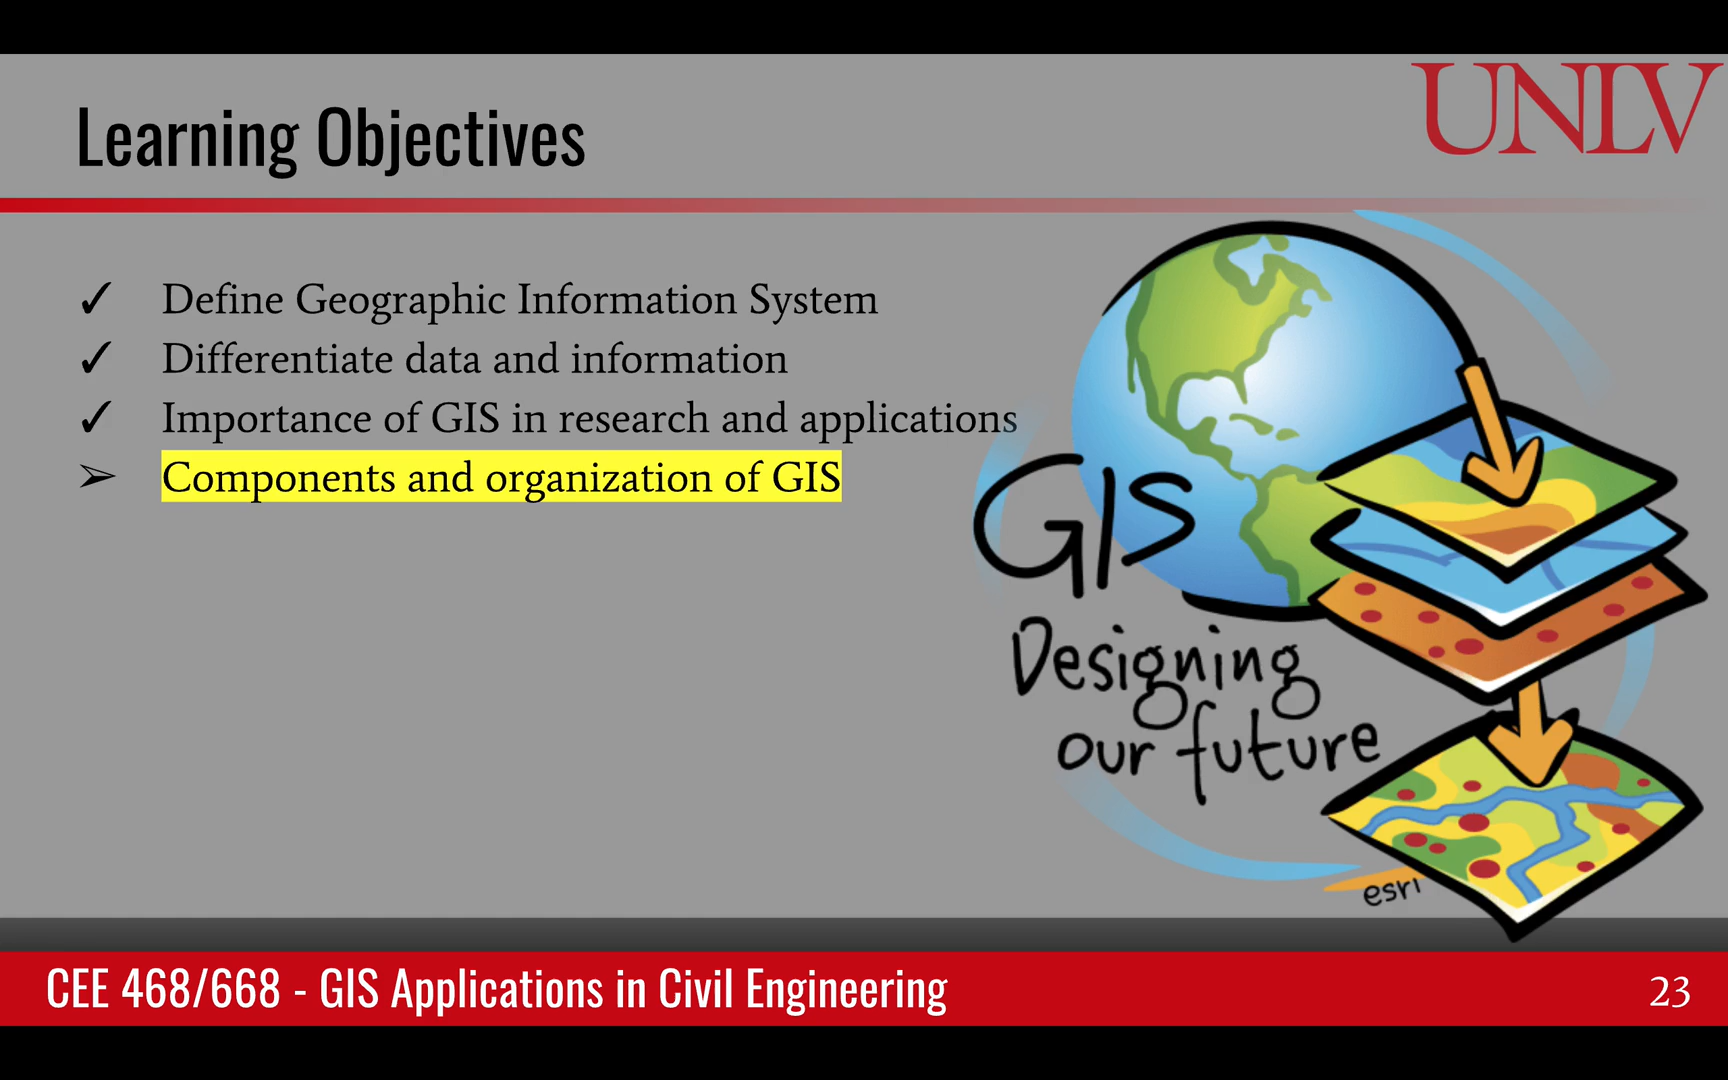 Learning Objectives
UNLV
✓ Define Geographic Information System
✓ Differentiate data and information
✓ Importance of GIS in research and applications
➢ Components and organization of GIS
GIS
Designing
our future
esri
CEE 468/668 - GIS Applications in Civil Engineering
23